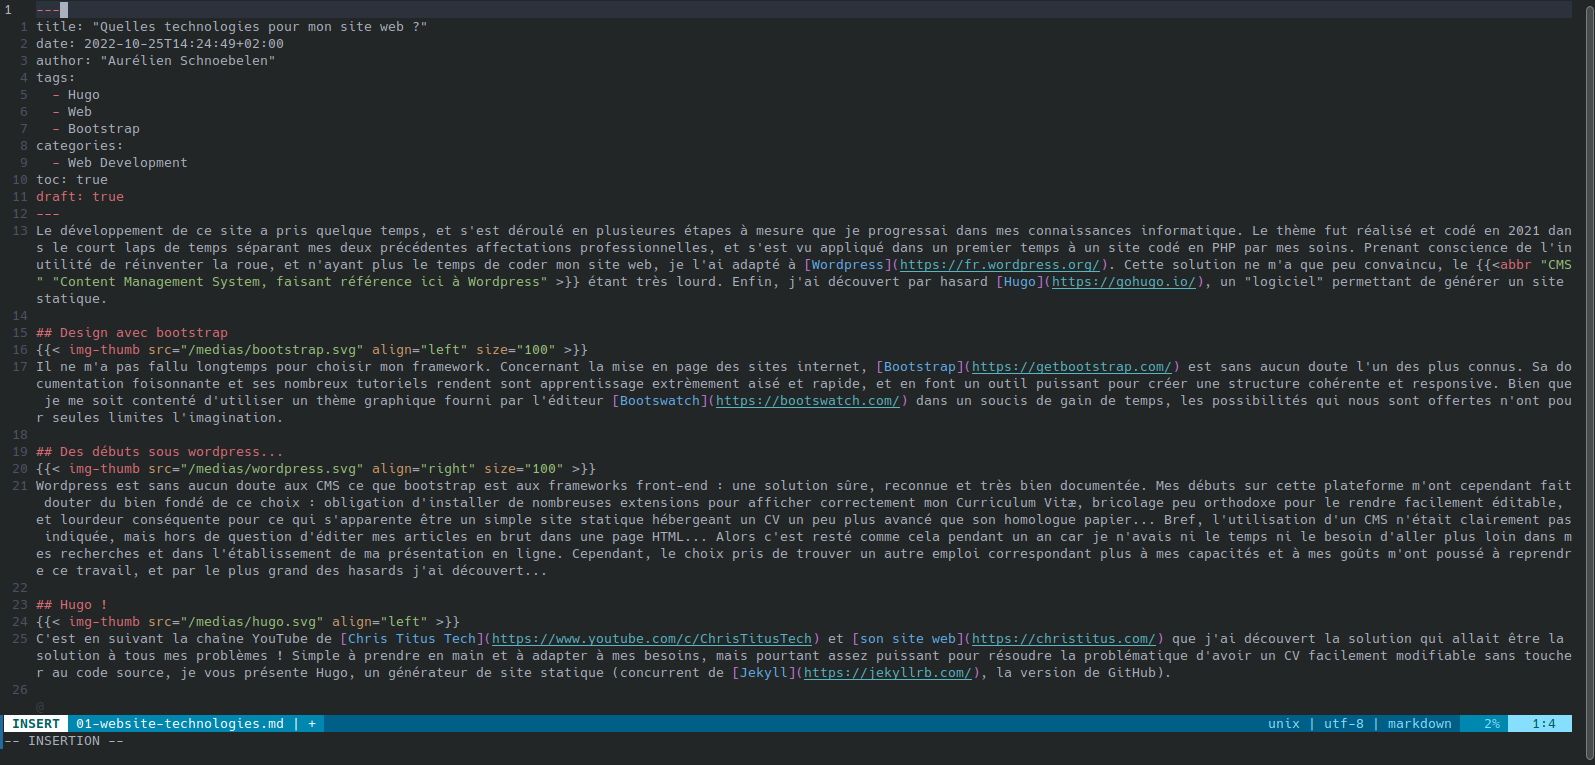 1 ---
1 title: "Quelles technologies pour mon site web ?"
2 date: 2022-10-25T14:24:49+02:00
3 author: "Aurélien Schnoebelen"
4 tags:
5 - Hugo
6 - Web
7 - Bootstrap
8 categories:
9 - Web Development
10 toc: true
11 draft: true
12 ---
13 Le développement de ce site a pris quelque temps, et s'est déroulé en plusieures étapes à mesure que je progressai dans mes connaissances informatique. Le thème fut réalisé et codé en 2021 dan
s le court laps de temps séparant mes deux précédentes affectations professionnelles, et s'est vu appliqué dans un premier temps à un site codé en PHP par mes soins. Prenant conscience de l'in
utilité de réinventer la roue, et n'ayant plus le temps de coder mon site web, je l'ai adapté à [Wordpress](https://fr.wordpress.org/). Cette solution ne m'a que peu convaincu, le {{<abbr "CMS
" "Content Management System, faisant référence ici à Wordpress" >}} étant très lourd. Enfin, j'ai découvert par hasard [Hugo](https://gohugo.io/), un "logiciel" permettant de générer un site
statique.
14
15 ## Design avec bootstrap
16 {{< img-thumb src="/medias/bootstrap.svg" align="left" size="100" >}}
17 Il ne m'a pas fallu longtemps pour choisir mon framework. Concernant la mise en page des sites internet, [Bootstrap](https://getbootstrap.com/) est sans aucun doute l'un des plus connus. Sa do
cumentation foisonnante et ses nombreux tutoriels rendent sont apprentissage extrèmement aisé et rapide, et en font un outil puissant pour créer une structure cohérente et responsive. Bien que
je me soit contenté d'utiliser un thème graphique fourni par l'éditeur [Bootswatch](https://bootswatch.com/) dans un soucis de gain de temps, les possibilités qui nous sont offertes n'ont pou
r seules limites l'imagination.
18
19 ## Des débuts sous wordpress...
20 {{< img-thumb src="/medias/wordpress.svg" align="right" size="100" >}}
21 Wordpress est sans aucun doute aux CMS ce que bootstrap est aux frameworks front-end : une solution sûre, reconnue et très bien documentée. Mes débuts sur cette plateforme m'ont cependant fait
douter du bien fondé de ce choix : obligation d'installer de nombreuses extensions pour afficher correctement mon Curriculum Vitæ, bricolage peu orthodoxe pour le rendre facilement éditable,
et lourdeur conséquente pour ce qui s'apparente être un simple site statique hébergeant un CV un peu plus avancé que son homologue papier... Bref, l'utilisation d'un CMS n'était clairement pas
indiquée, mais hors de question d'éditer mes articles en brut dans une page HTML... Alors c'est resté comme cela pendant un an car je n'avais ni le temps ni le besoin d'aller plus loin dans m
es recherches et dans l'établissement de ma présentation en ligne. Cependant, le choix pris de trouver un autre emploi correspondant plus à mes capacités et à mes goûts m'ont poussé à reprendr
e ce travail, et par le plus grand des hasards j'ai découvert...
22
23 ## Hugo !
24 {{< img-thumb src="/medias/hugo.svg" align="left" >}}
25 C'est en suivant la chaîne YouTube de [Chris Titus Tech](https://www.youtube.com/c/ChrisTitusTech) et [son site web](https://christitus.com/) que j'ai découvert la solution qui allait être la
solution à tous mes problèmes ! Simple à prendre en main et à adapter à mes besoins, mais pourtant assez puissant pour résoudre la problématique d'avoir un CV facilement modifiable sans touche
r au code source, je vous présente Hugo, un générateur de site statique (concurrent de [Jekyll](https://jekyllrb.com/), la version de GitHub).
26
@
INSERT 01-website-technologies.md | + unix | utf-8 | markdown 2% 1:4
-- INSERTION --